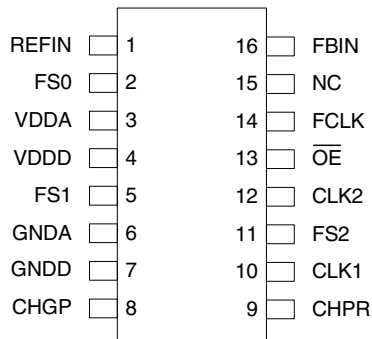 REFIN 1 16 FBIN
FS0 2 15 NC
VDDA 3 14 FCLK
VDDD 4 13 O̅E̅
FS1 5 12 CLK2
GNDA 6 11 FS2
GNDD 7 10 CLK1
CHGP 8 9 CHPR